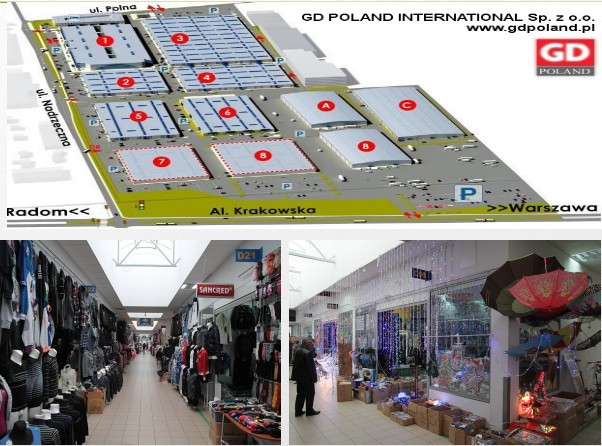 ul. Polna
GD POLAND INTERNATIONAL Sp. z o.o.
www.gdpoland.pl
GD
POLAND
1
3
2
4
5
6
A
C
B
7
8
P
P
P
P
P
P
ul. Nadrzeczna
Radom<<
Al. Krakowska
>>Warszawa
D21
SANCRED